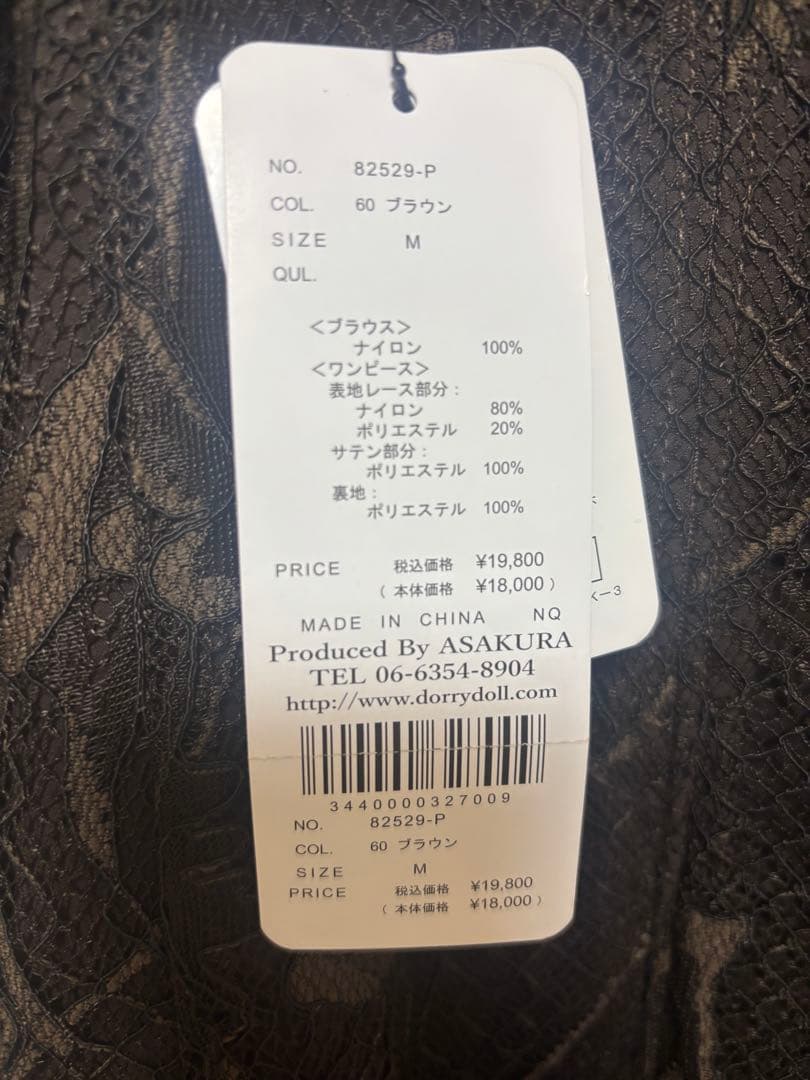 NO. 82529-P
COL. 60 ブラウン
SIZE M
QUL.
<ブラウス>
ナイロン 100%
<ワンピース>
表地レース部分:
ナイロン 80%
ポリエステル 20%
サテン部分:
ポリエステル 100%
裏地:
ポリエステル 100%
PRICE 税込価格 ¥19,800
(本体価格 ¥18,000)
MADE IN CHINA NQ
Produced By ASAKURA
TEL 06-6354-8904
http://www.dorrydoll.com
3440000327009
NO. 82529-P
COL. 60 ブラウン
SIZE M
PRICE 税込価格 ¥19,800
(本体価格 ¥18,000)